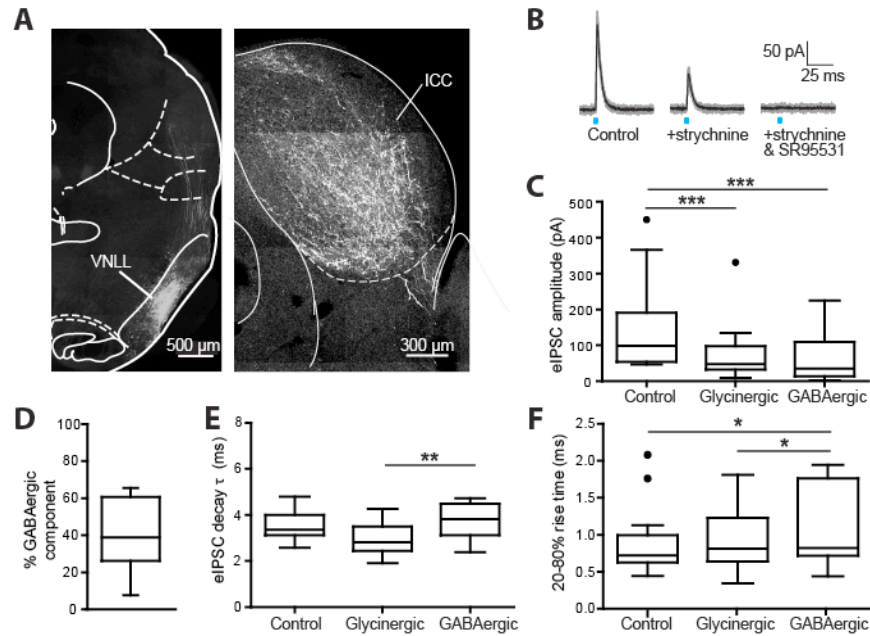 A
VNLL
500 µm
ICC
300 µm
B
50 pA
25 ms
Control
+strychnine
+strychnine
& SR95531
C
eIPSC amplitude (pA)
500
400
300
200
100
0
***
***
Control
Glycinergic
GABAergic
D
% GABAergic
component
100
80
60
40
20
0
E
eIPSC decay τ (ms)
8
6
4
2
0
**
Control
Glycinergic
GABAergic
F
20-80% rise time (ms)
2.5
2.0
1.5
1.0
0.5
0.0
*
*
Control
Glycinergic
GABAergic